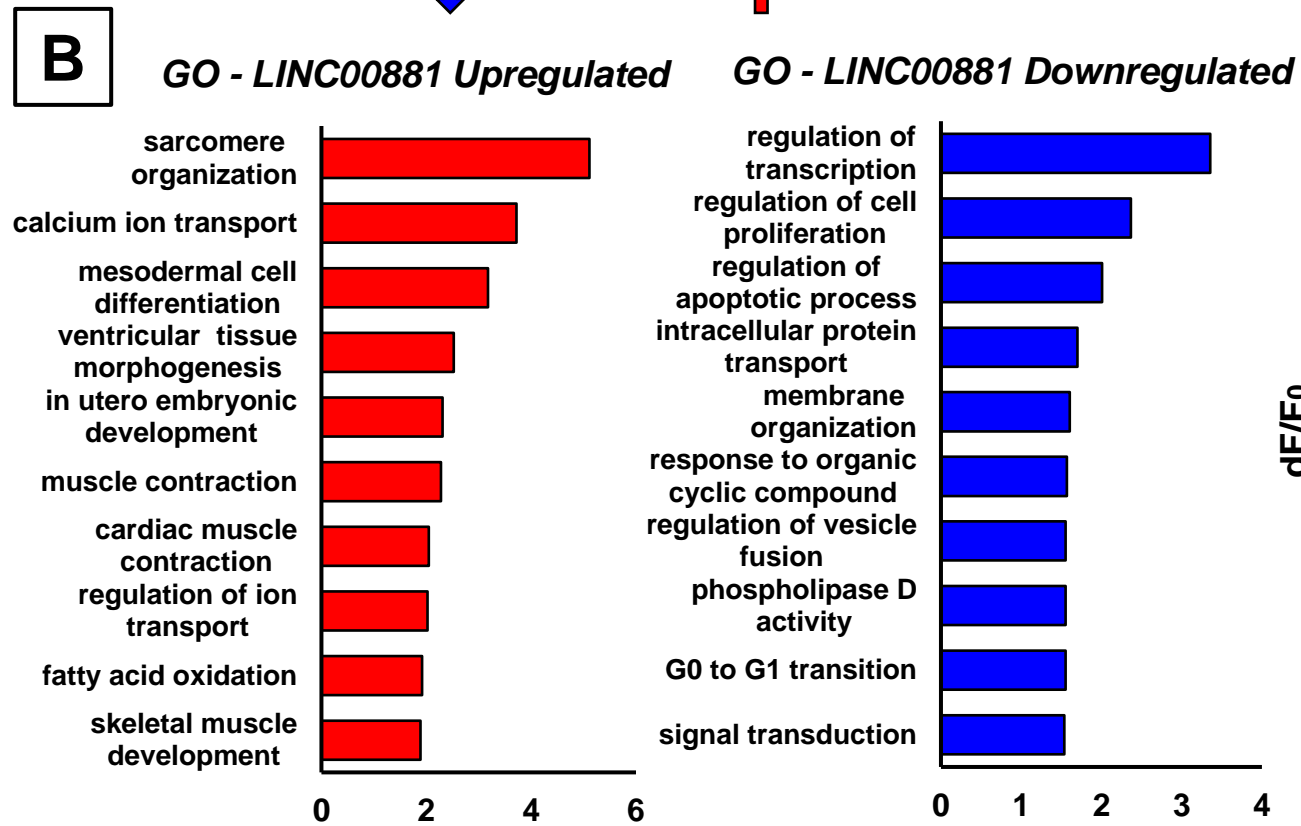 B
GO - LINC00881 Upregulated
sarcomere
organization
calcium ion transport
mesodermal cell
differentiation
ventricular tissue
morphogenesis
in utero embryonic
development
muscle contraction
cardiac muscle
contraction
regulation of ion
transport
fatty acid oxidation
skeletal muscle
development
0 2 4 6
GO - LINC00881 Downregulated
regulation of
transcription
regulation of cell
proliferation
regulation of
apoptotic process
intracellular protein
transport
membrane
organization
response to organic
cyclic compound
regulation of vesicle
fusion
phospholipase D
activity
G0 to G1 transition
signal transduction
0 1 2 3 4